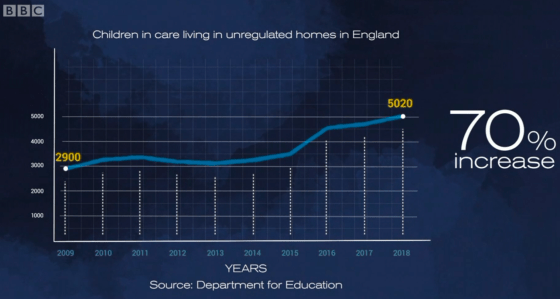 BBC
Children in care living in unregulated homes in England
5020
70%
increase
5000
4000
2900
3000
2000
1000
2009 2010 2011 2012 2013 2014 2015 2016 2017 2018
YEARS
Source: Department for Education